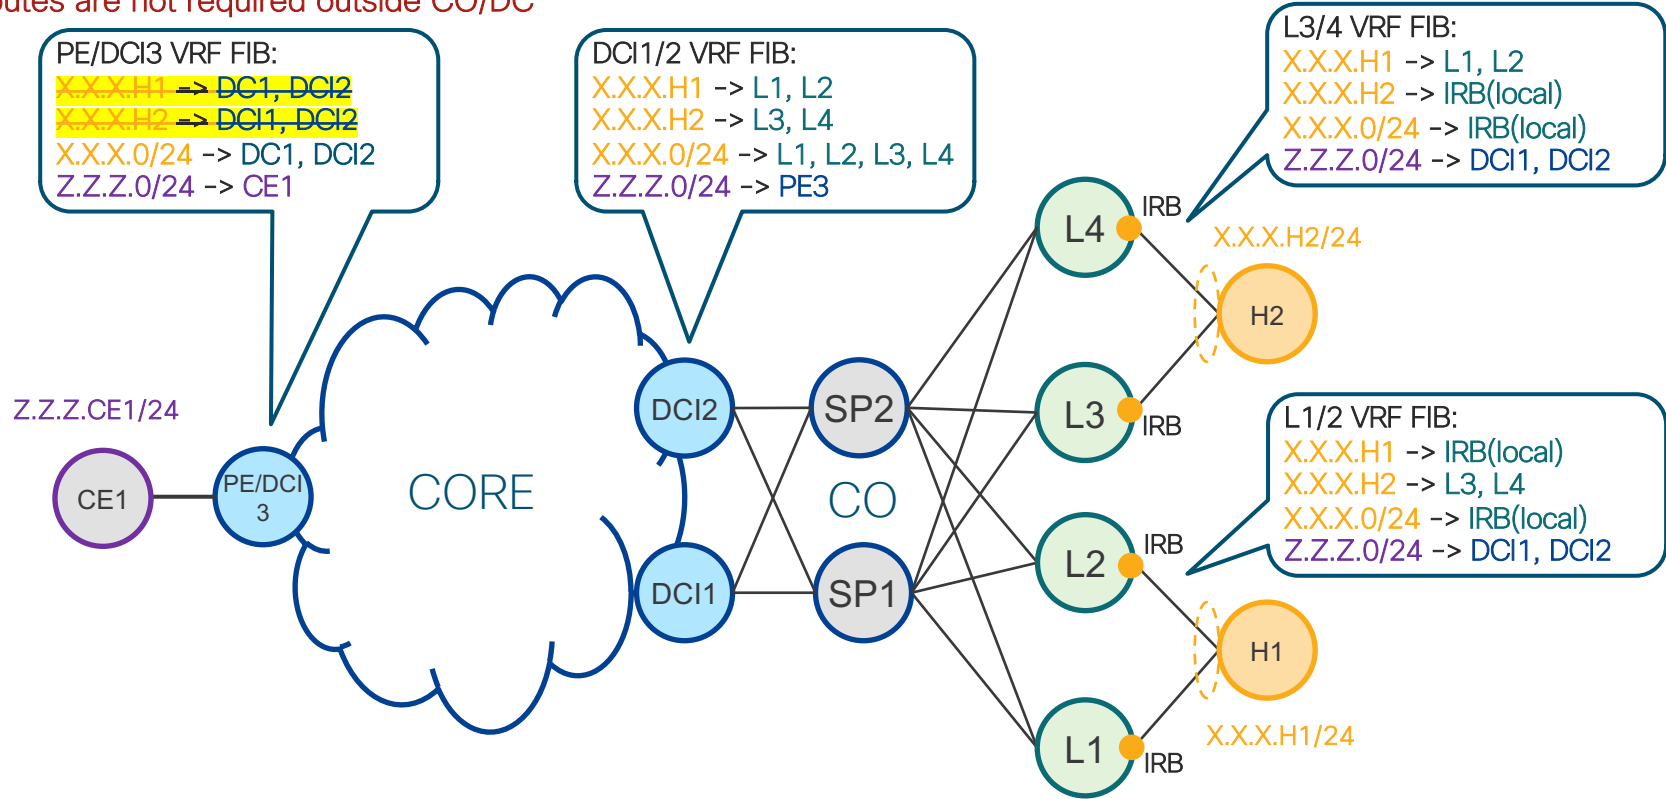 outes are not required outside CO/DC
PE/DCI3 VRF FIB:
X.X.X.H1 -> DC1, DCI2
X.X.X.H2 -> DCI1, DCI2
X.X.X.0/24 -> DC1, DCI2
Z.Z.Z.0/24 -> CE1
DCI1/2 VRF FIB:
X.X.X.H1 -> L1, L2
X.X.X.H2 -> L3, L4
X.X.X.0/24 -> L1, L2, L3, L4
Z.Z.Z.0/24 -> PE3
L3/4 VRF FIB:
X.X.X.H1 -> L1, L2
X.X.X.H2 -> IRB(local)
X.X.X.0/24 -> IRB(local)
Z.Z.Z.0/24 -> DCI1, DCI2
L4
IRB
X.X.X.H2/24
H2
L3
IRB
DCI2
SP2
Z.Z.Z.CE1/24
CE1
PE/DCI
3
CORE
CO
L1/2 VRF FIB:
X.X.X.H1 -> IRB(local)
X.X.X.H2 -> L3, L4
X.X.X.0/24 -> IRB(local)
Z.Z.Z.0/24 -> DCI1, DCI2
DCI1
SP1
L2
IRB
H1
X.X.X.H1/24
L1
IRB